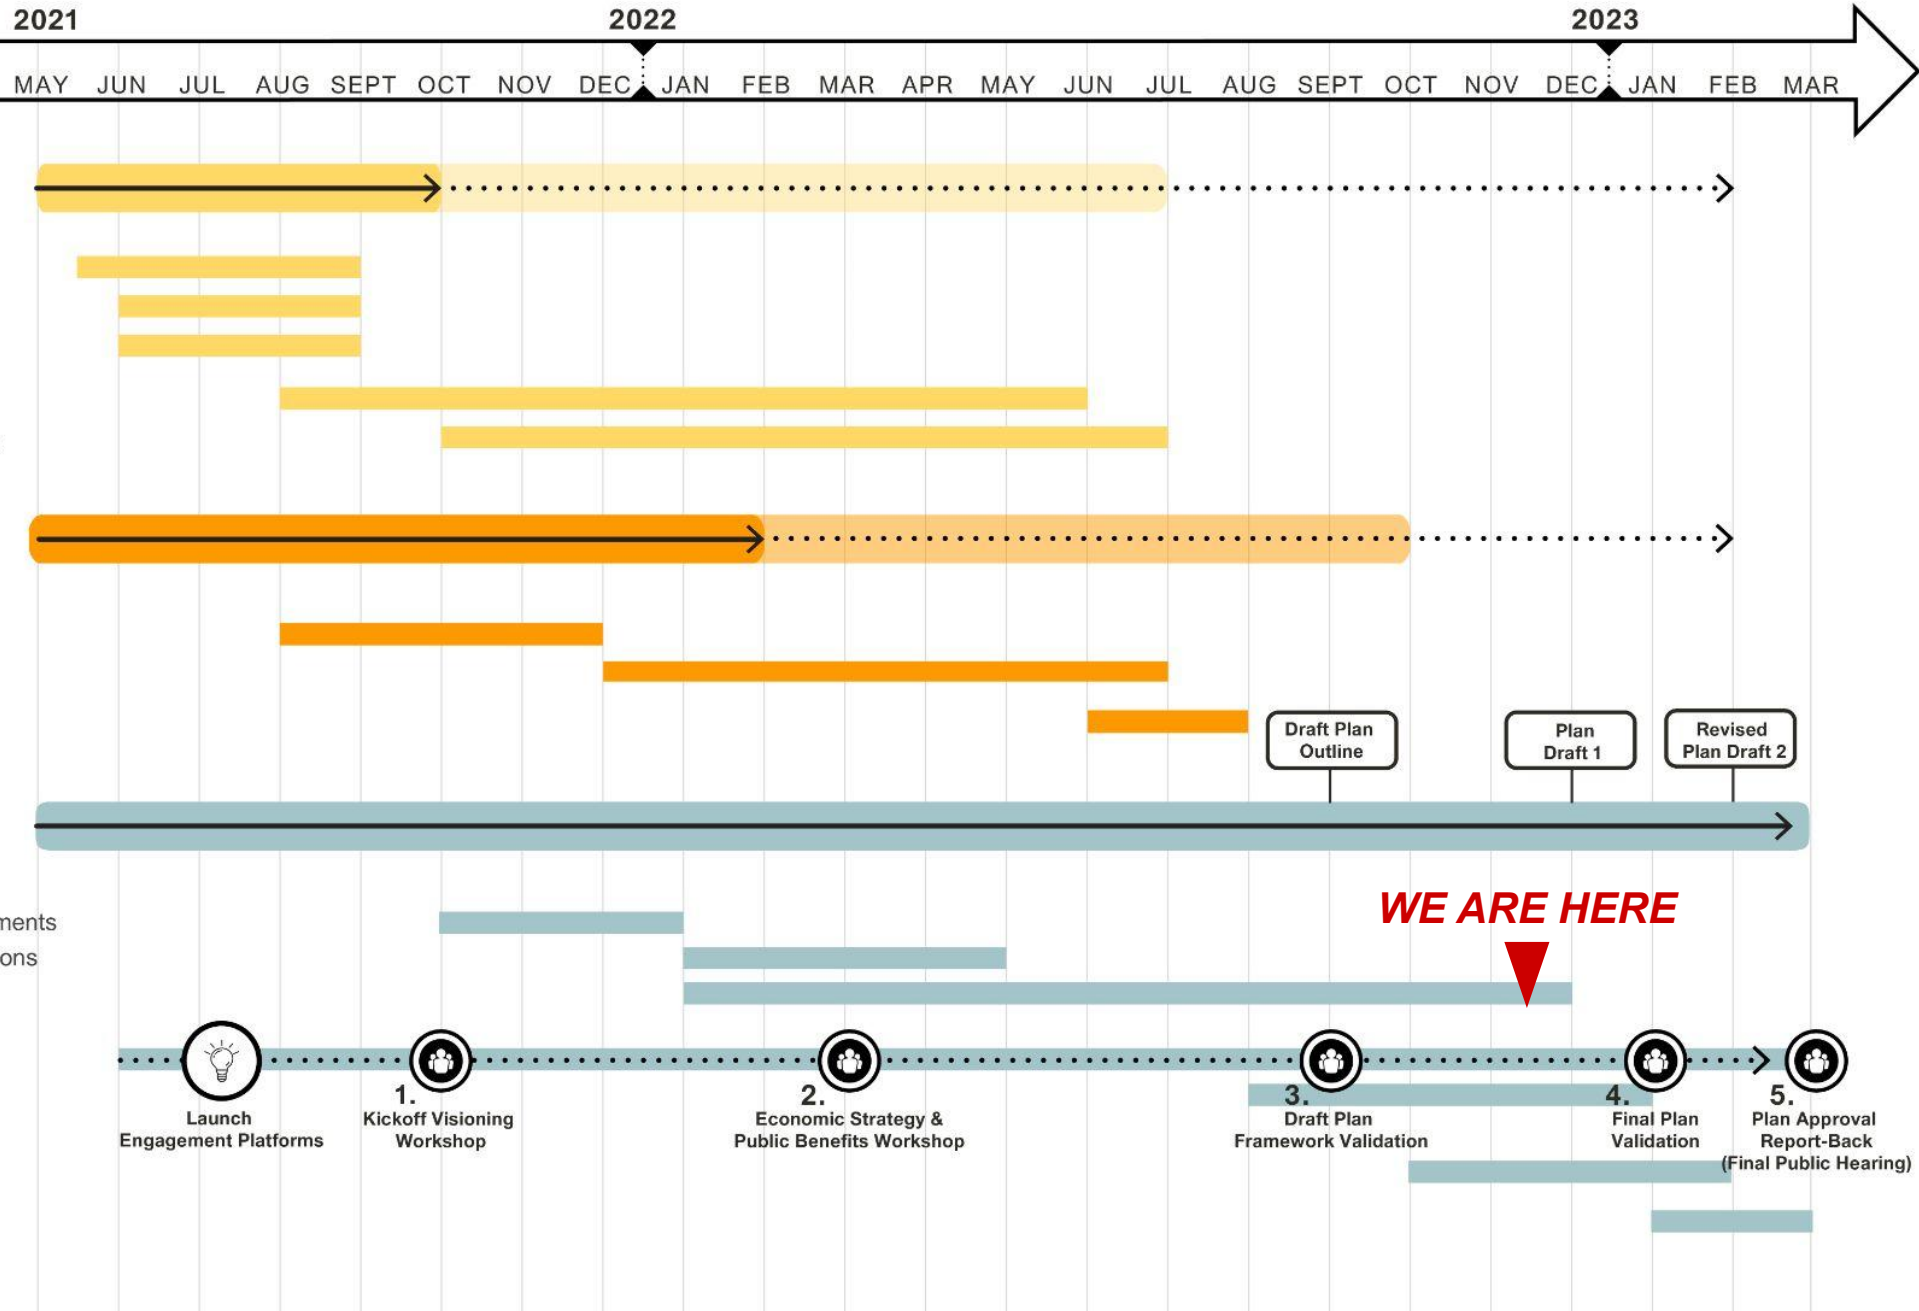 2021 2022 2023
MAY JUN JUL AUG SEPT OCT NOV DEC JAN FEB MAR APR MAY JUN JUL AUG SEPT OCT NOV DEC JAN FEB MAR
Draft Plan
Outline
Plan
Draft 1
Revised
Plan Draft 2
WE ARE HERE
ments
ons
Launch
Engagement Platforms
1.
Kickoff Visioning
Workshop
2.
Economic Strategy &
Public Benefits Workshop
3.
Draft Plan
Framework Validation
4.
Final Plan
Validation
5.
Plan Approval
Report-Back
(Final Public Hearing)